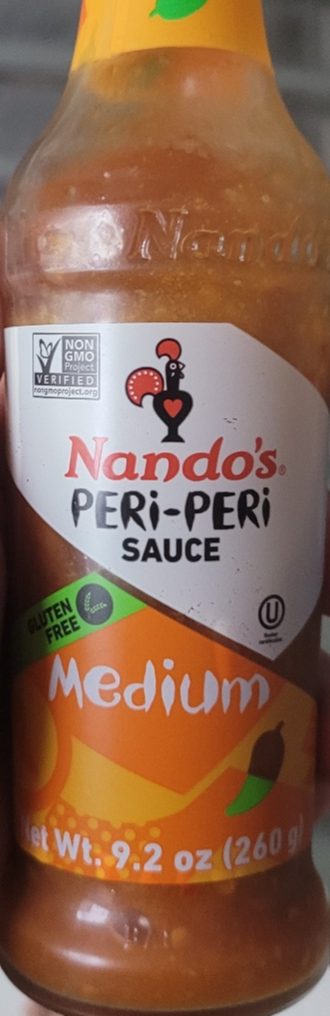 Nando's
NON
GMO
Project
VERIFIED
nongmoproject.org
Nando's®
PERi-PERi
SAUCE
GLUTEN
FREE
U
Medium
Net Wt. 9.2 oz (260 g)